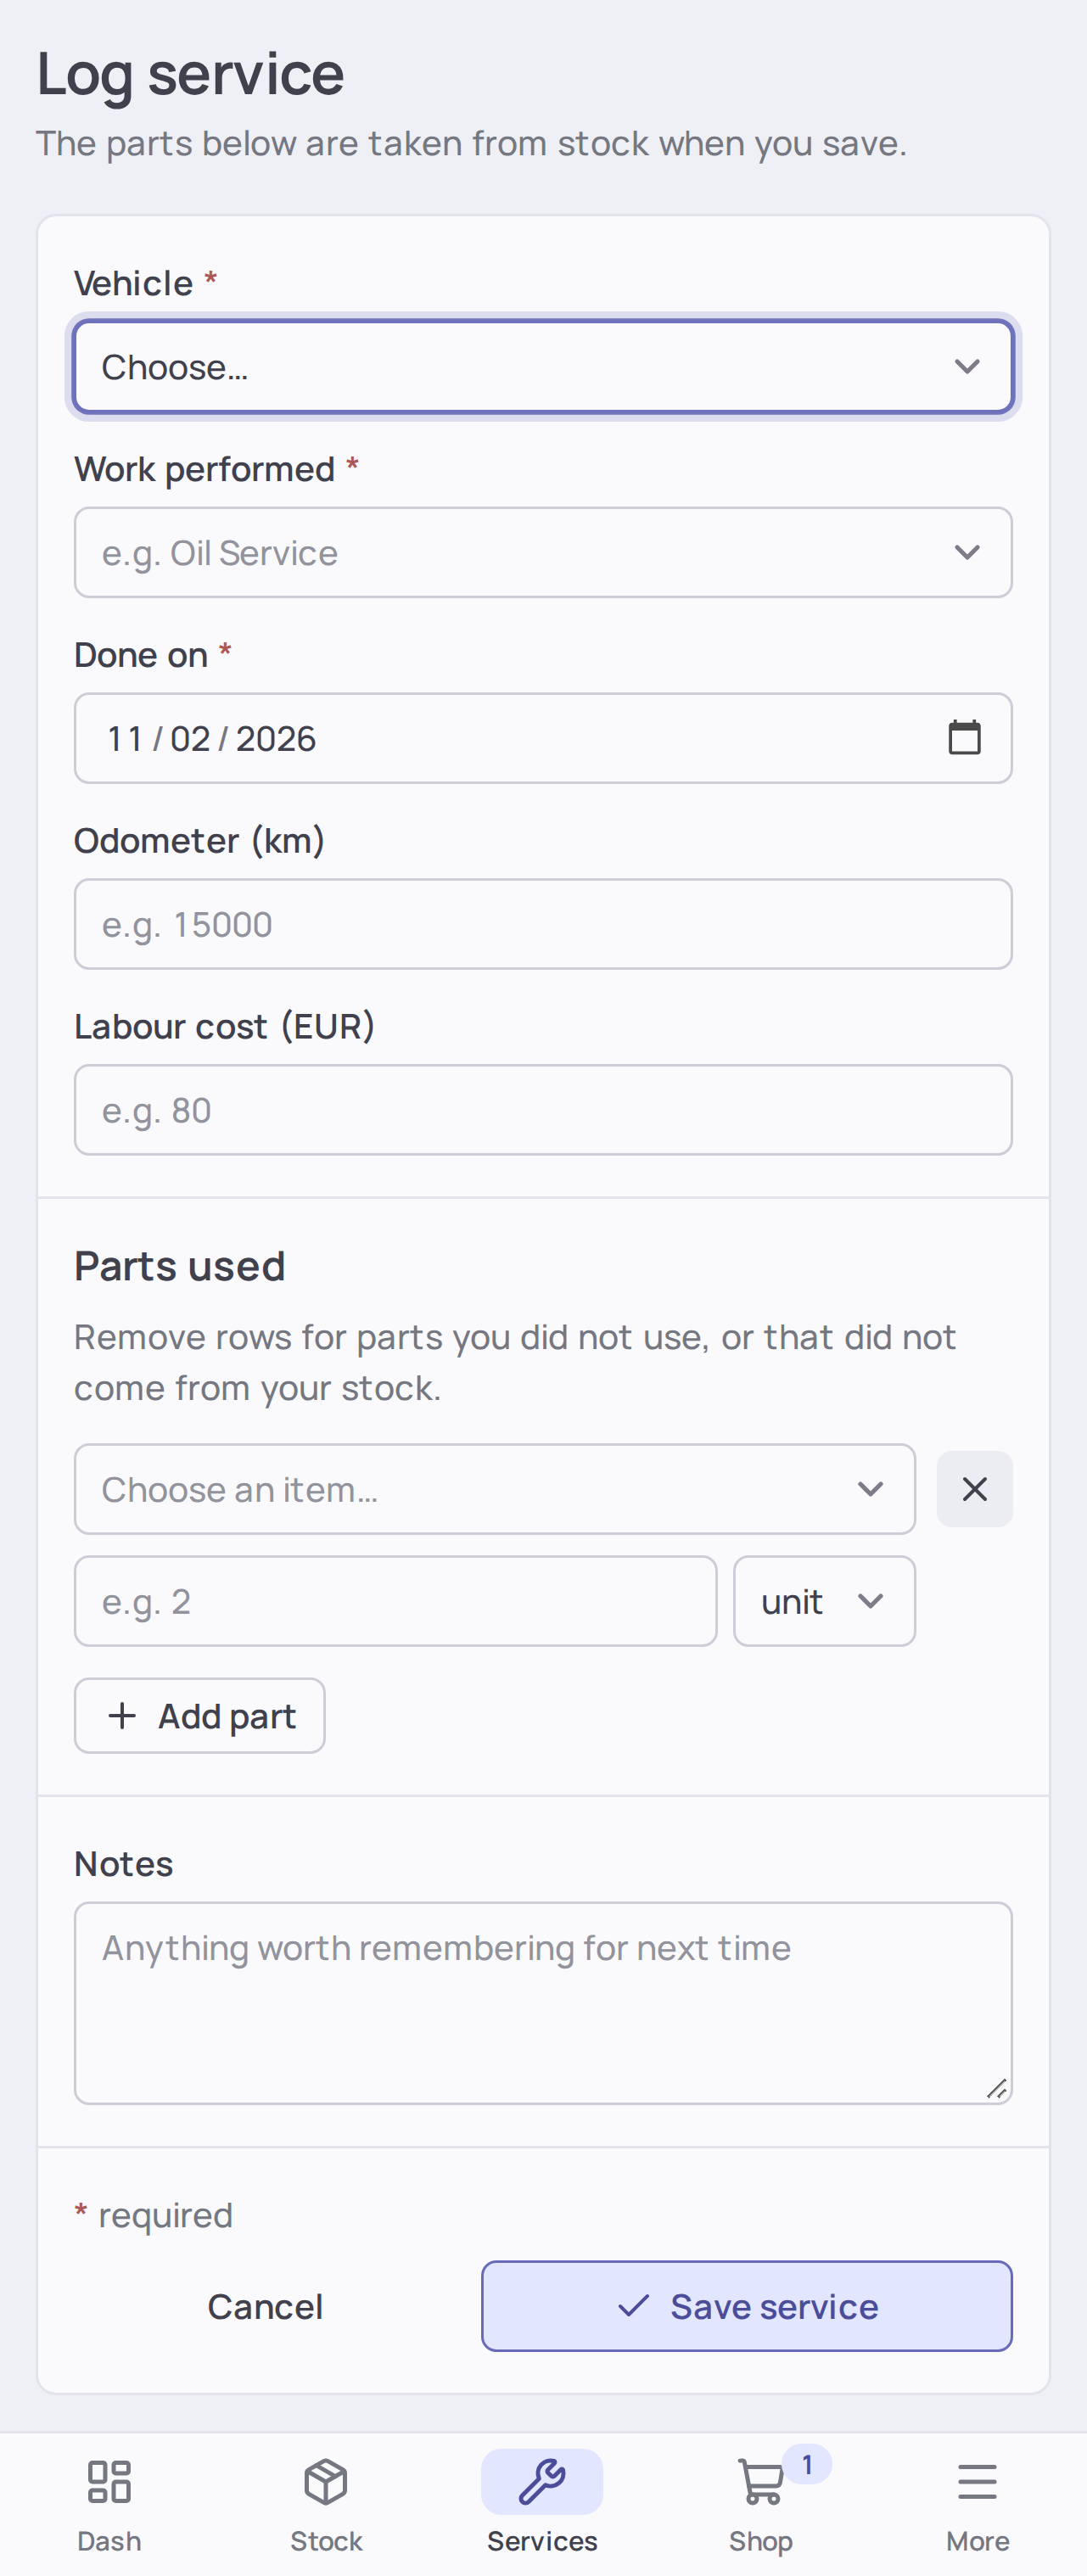 Log service
The parts below are taken from stock when you save.
Vehicle *
Choose...
Work performed *
e.g. Oil Service
Done on *
11/02/2026
Odometer (km)
e.g. 15000
Labour cost (EUR)
e.g. 80
Parts used
Remove rows for parts you did not use, or that did not
come from your stock.
Choose an item...
e.g. 2
unit
Add part
Notes
Anything worth remembering for next time
* required
Cancel
Save service
1
Dash
Stock
Services
Shop
More